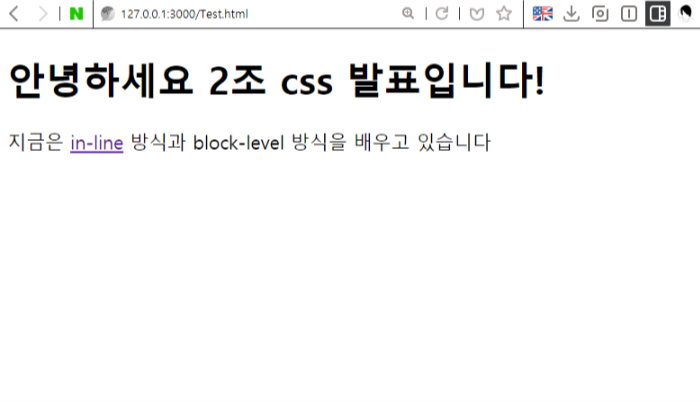 127.0.0.1:3000/Test.html
안녕하세요 2조 css 발표입니다!
지금은 in-line 방식과 block-level 방식을 배우고 있습니다